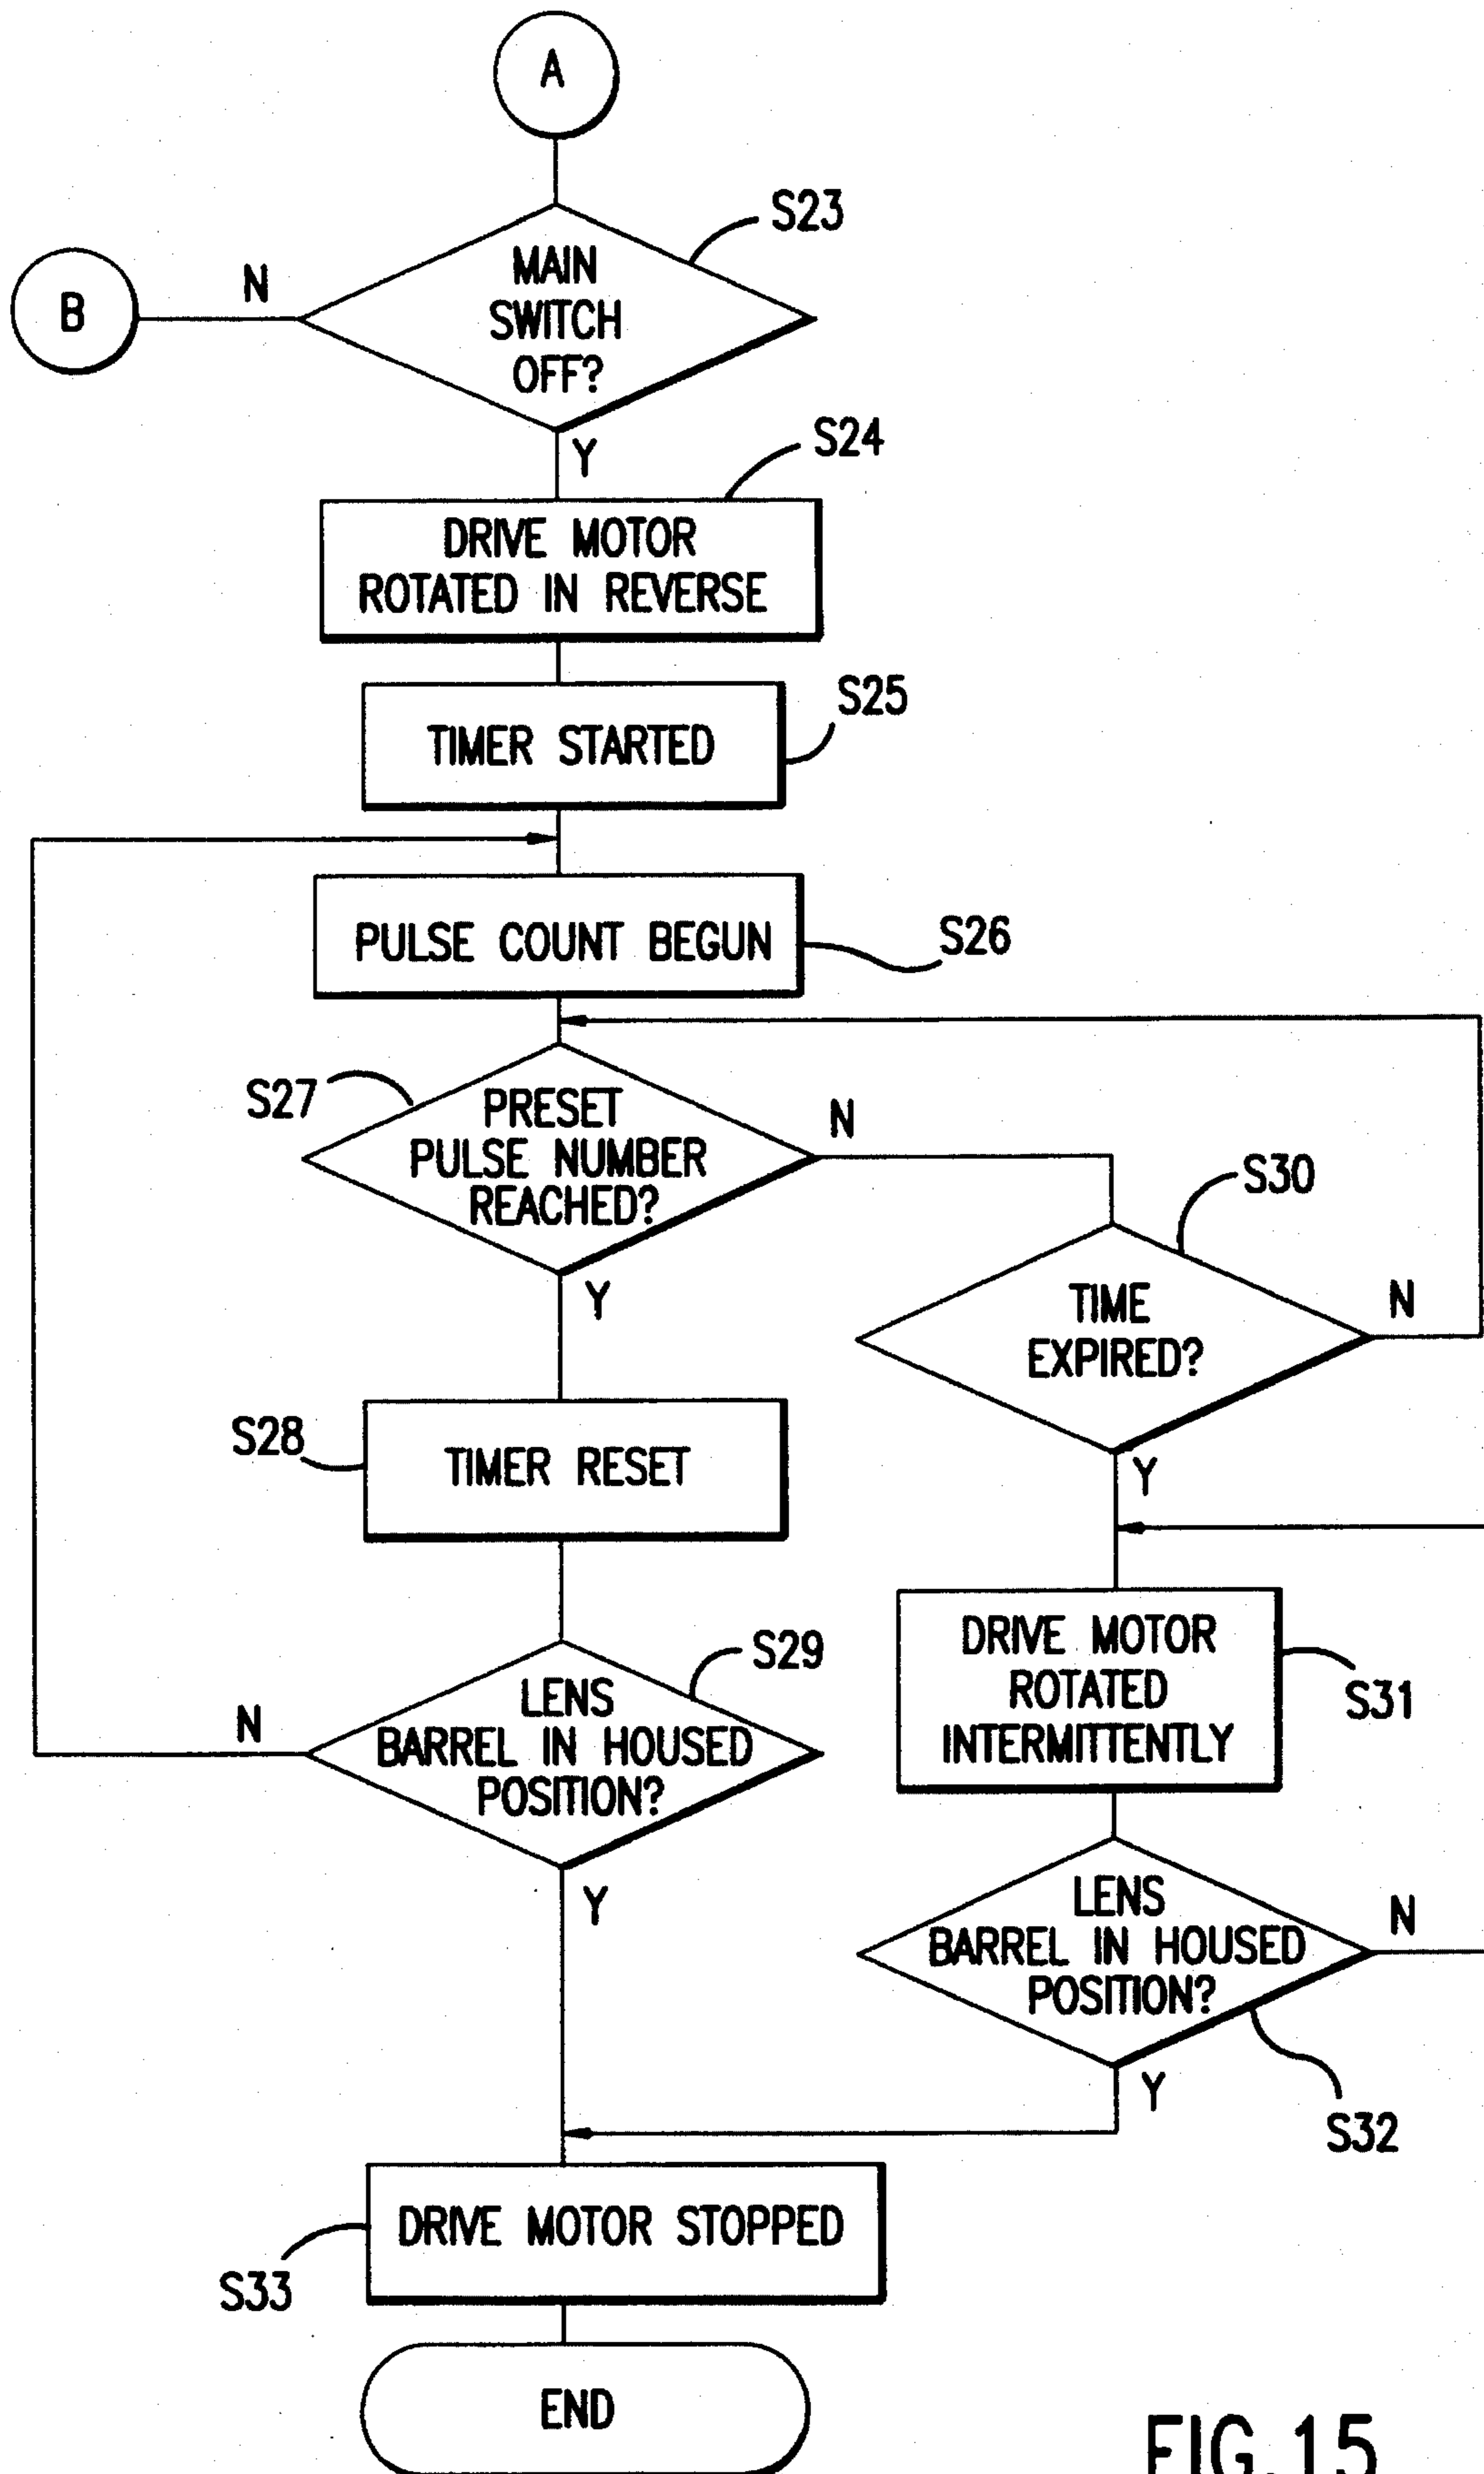 A
S23
MAIN
SWITCH
OFF?
N
B
Y
S24
DRIVE MOTOR
ROTATED IN REVERSE
S25
TIMER STARTED
PULSE COUNT BEGUN
S26
S27
PRESET
PULSE NUMBER
REACHED?
N
Y
S30
TIME
EXPIRED?
N
Y
S28
TIMER RESET
S29
LENS
BARREL IN HOUSED
POSITION?
N
Y
DRIVE MOTOR
ROTATED
INTERMITTENTLY
S31
LENS
BARREL IN HOUSED
POSITION?
N
Y
S32
DRIVE MOTOR STOPPED
S33
END
FIG.15